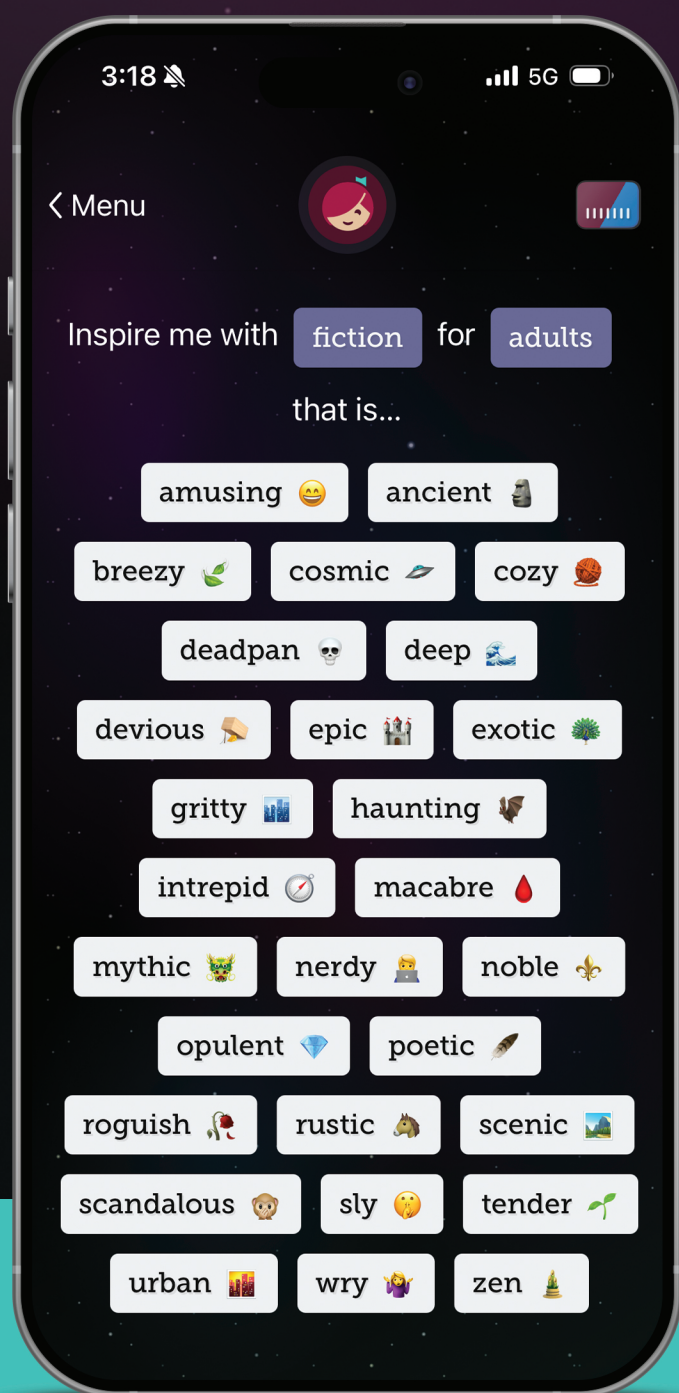 3:18 5G
Menu
Inspire me with fiction for adults
that is...
amusing ancient
breezy cosmic cozy
deadpan deep
devious epic exotic
gritty haunting
intrepid macabre
mythic nerdy noble
opulent poetic
roguish rustic scenic
scandalous sly tender
urban wry zen